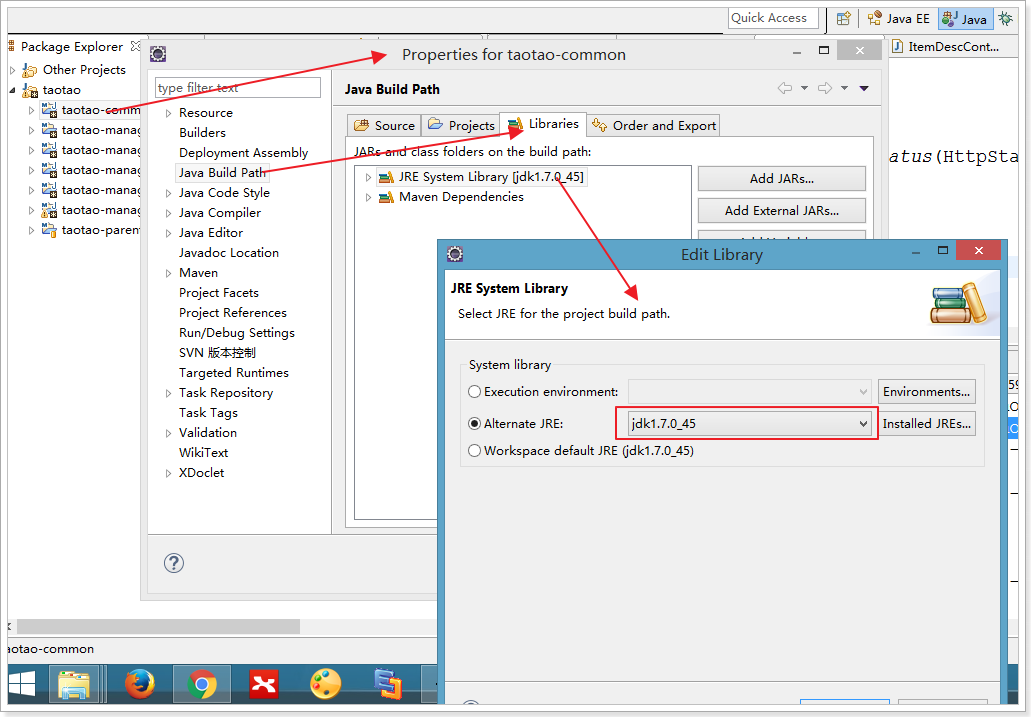 Quick Access
Java EE
Java
Package Explorer
Other Projects
taotao
taotao-comm
taotao-manag
taotao-manag
taotao-manag
taotao-manag
taotao-manag
taotao-paren
Properties for taotao-common
type filter text
Resource
Builders
Deployment Assembly
Java Build Path
Java Code Style
Java Compiler
Java Editor
Javadoc Location
Maven
Project Facets
Project References
Run/Debug Settings
SVN 版本控制
Targeted Runtimes
Task Repository
Task Tags
Validation
WikiText
XDoclet
Java Build Path
Source
Projects
Libraries
Order and Export
JARs and class folders on the build path:
JRE System Library [jdk1.7.0_45]
Maven Dependencies
Add JARs...
Add External JARs...
ItemDescCont...
atus(HttpSta
Edit Library
JRE System Library
Select JRE for the project build path.
System library
Execution environment:
Environments...
Alternate JRE:
jdk1.7.0_45
Installed JREs...
Workspace default JRE (jdk1.7.0_45)
aotao-common